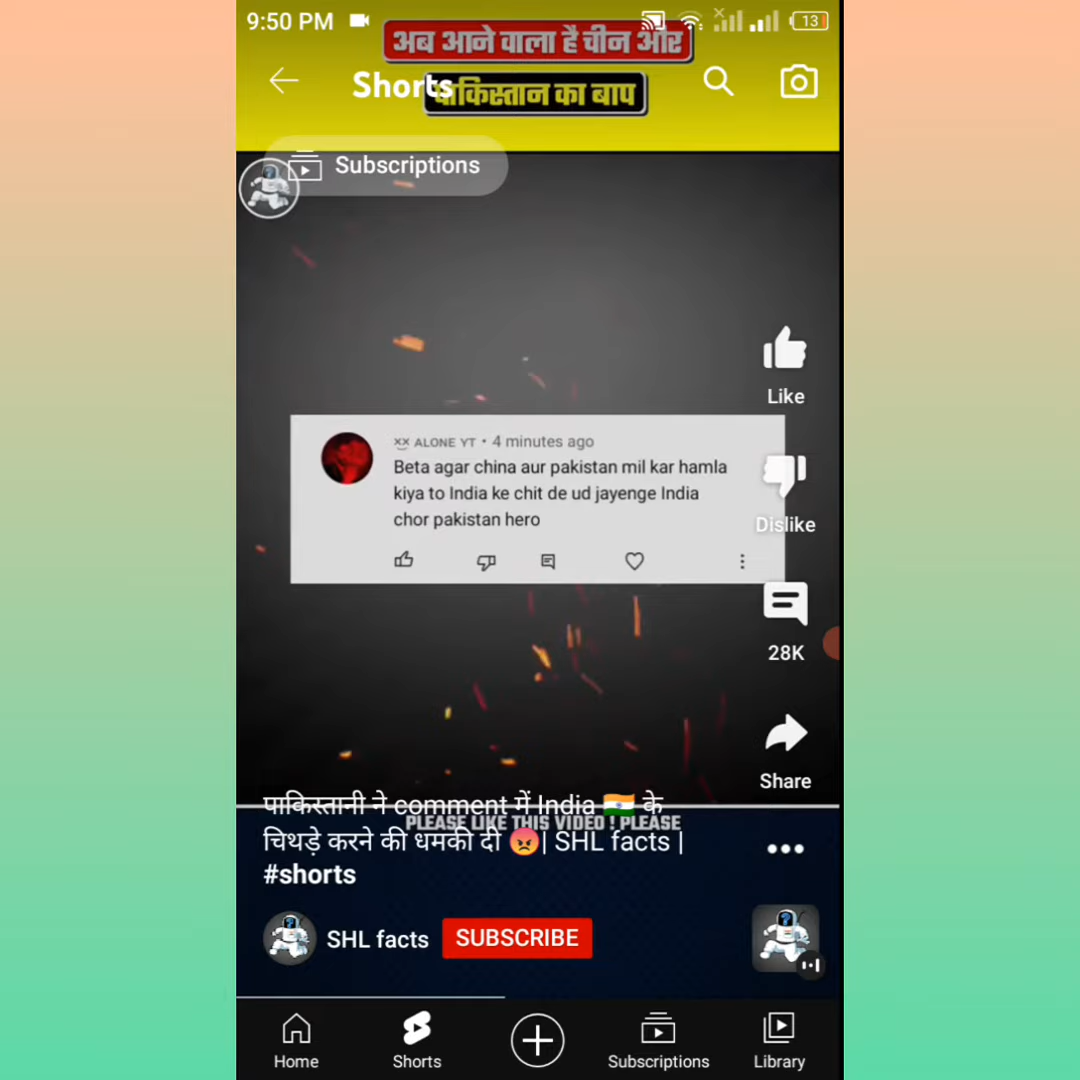 9:50 PM
13
अब आने वाला है चीन और
Shorts
पाकिस्तान का बाप
Subscriptions
Like
ALONE YT • 4 minutes ago
Beta agar china aur pakistan mil kar hamla
kiya to India ke chit de ud jayenge India
chor pakistan hero
Dislike
28K
Share
पाकिस्तानी ने comment में India 🇮🇳 के
PLEASE LIKE THIS VIDEO ! PLEASE
चिथड़े करने की धमकी दी 😡| SHL facts |
#shorts
SHL facts
SUBSCRIBE
Home
Shorts
Subscriptions
Library